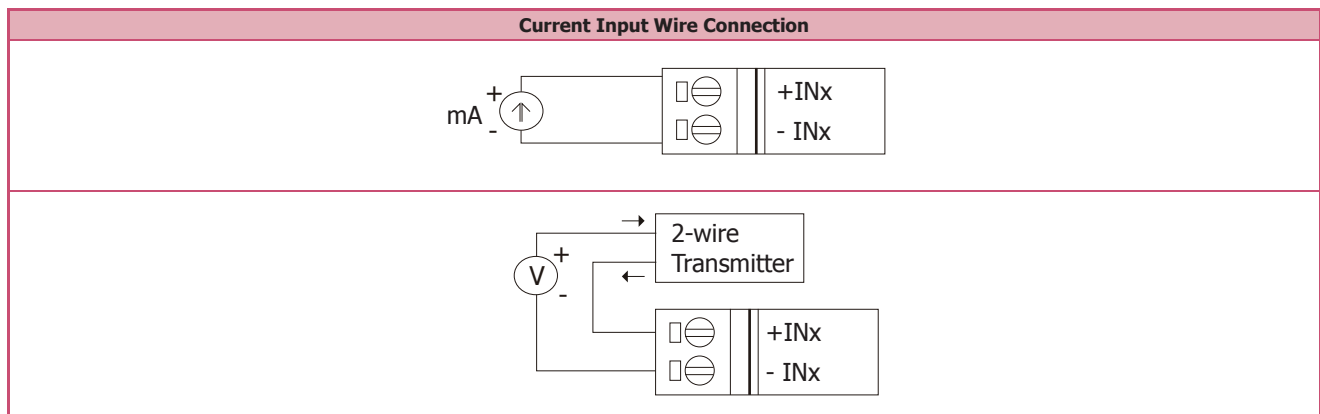 Current Input Wire Connection
+
mA
-
+INx
- INx
2-wire
Transmitter
+
V
-
+INx
- INx